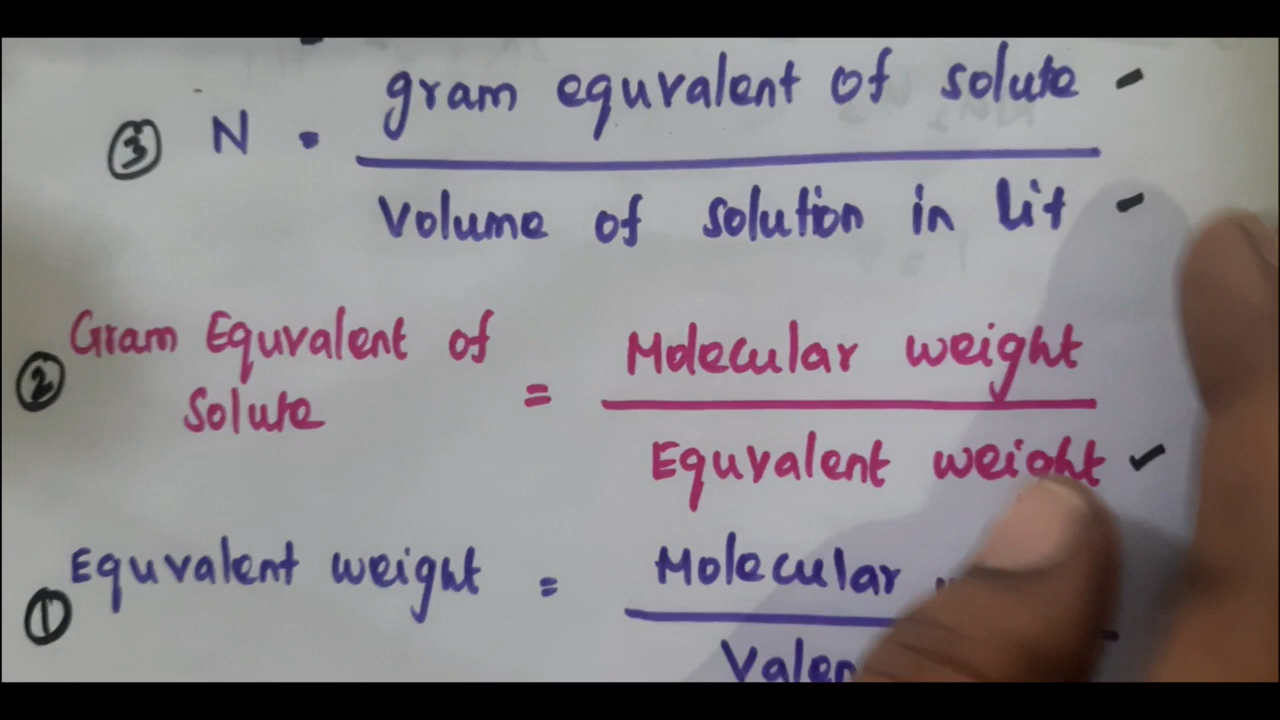 ③ N = gram equvalent of solute
Volume of solution in Lit
② Gram Equvalent of Solute = Molecular weight
Equvalent weight
① Equvalent weight = Molecular